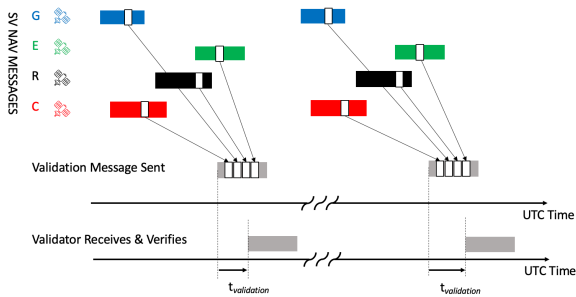 SV NAV MESSAGES
G
E
R
C
Validation Message Sent
UTC Time
Validator Receives & Verifies
UTC Time
tvalidation
tvalidation